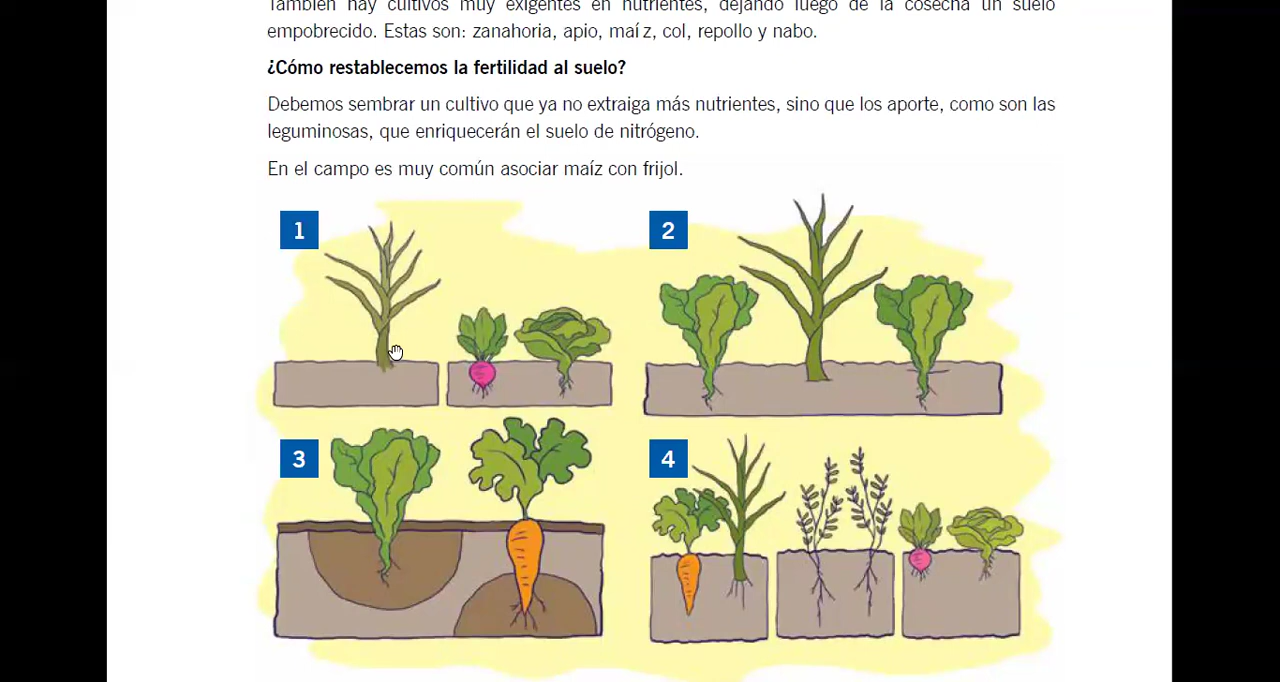 También hay cultivos muy exigentes en nutrientes, dejando luego de la cosecha un suelo
empobrecido. Estas son: zanahoria, apio, maíz, col, repollo y nabo.
¿Cómo restablecemos la fertilidad al suelo?
Debemos sembrar un cultivo que ya no extraiga más nutrientes, sino que los aporte, como son las
leguminosas, que enriquecerán el suelo de nitrógeno.
En el campo es muy común asociar maíz con frijol.
1
2
3
4